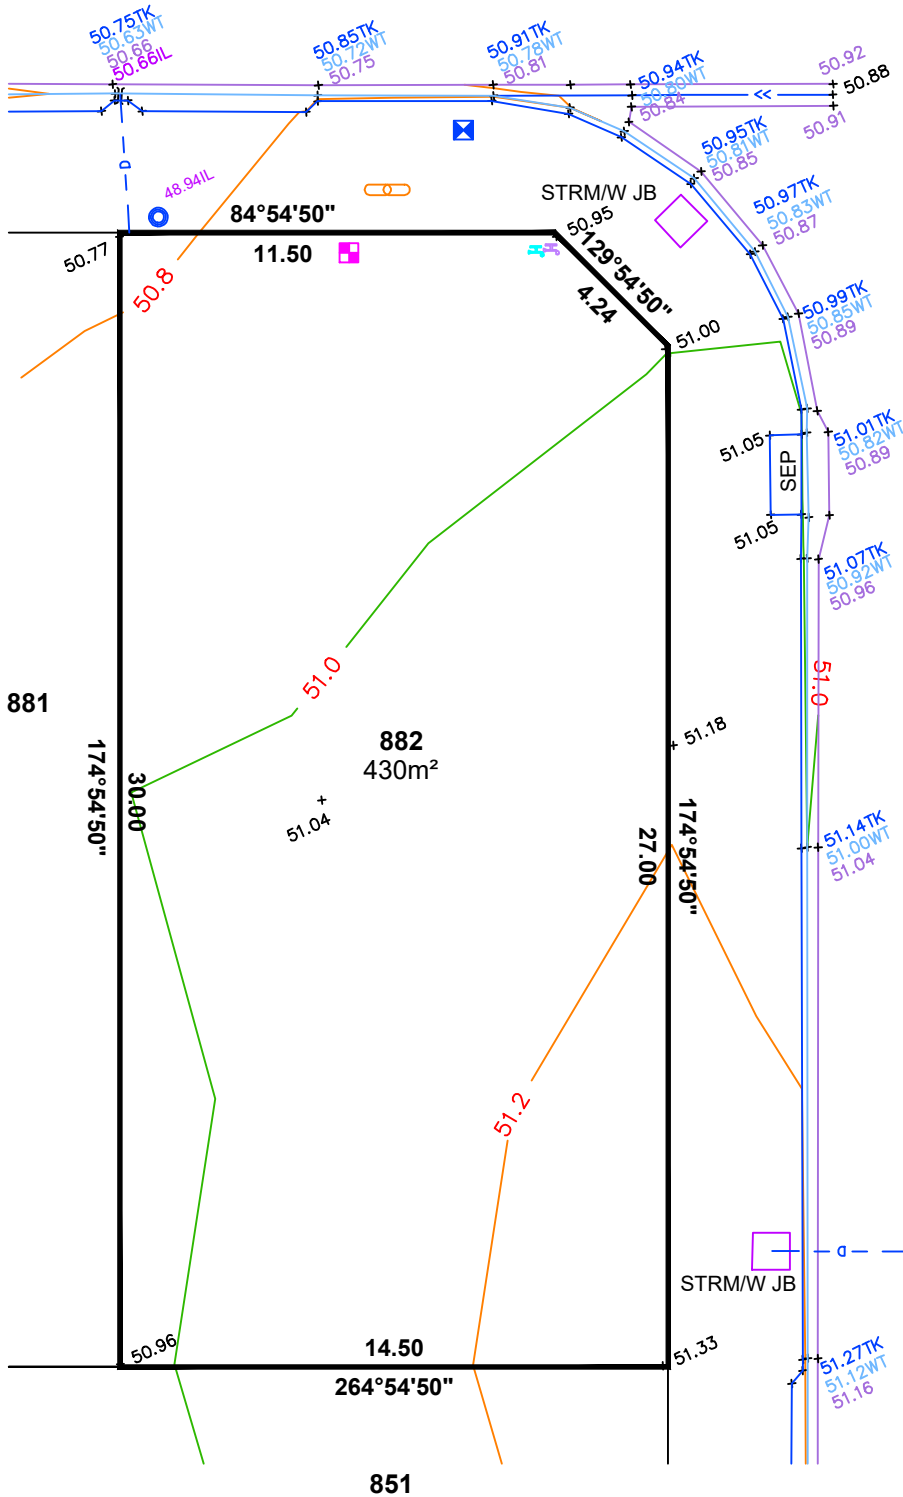 50.75TK
50.63WT
50.66
50.66IL
50.85TK
50.72WT
50.75
50.91TK
50.78WT
50.81
50.94TK
50.80WT
50.84
50.92
50.88
50.91
50.95TK
50.81WT
50.85
D
48.94IL
STRM/W JB
50.97TK
50.83WT
50.87
84°54'50"
11.50
50.77
50.95
129°54'50"
4.24
50.8
51.00
50.99TK
50.85WT
50.89
51.05
SEP
51.05
51.01TK
50.82WT
50.89
51.07TK
50.92WT
50.96
51.0
51.0
881
882
430m²
51.18
174°54'50"
30.00
51.04
27.00
174°54'50"
51.14TK
51.00WT
51.04
51.2
D
STRM/W JB
50.96
14.50
264°54'50"
51.33
51.27TK
51.12WT
51.16
851